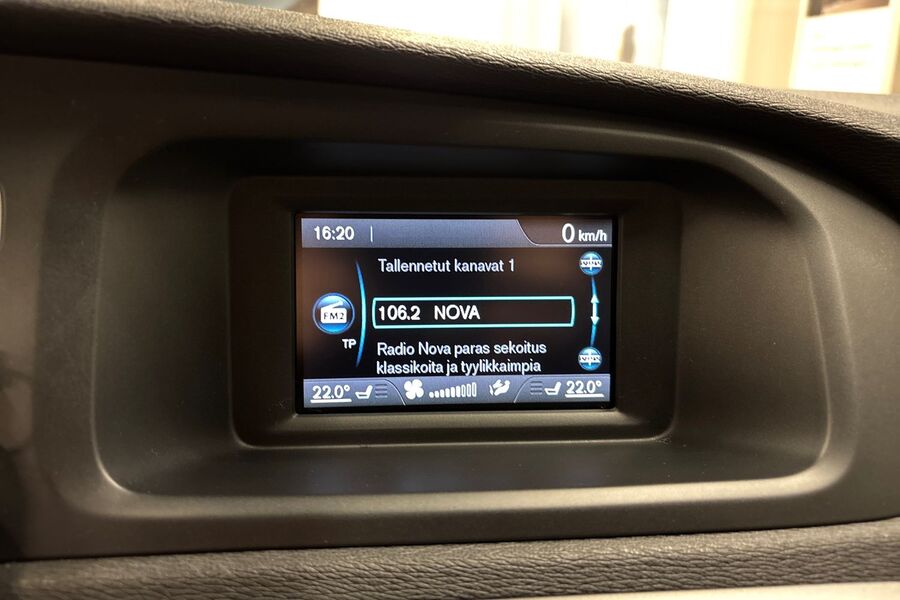 16:20
0 km/h
Tallennetut kanavat 1
FM2
106.2 NOVA
TP
Radio Nova paras sekoitus
klassikoita ja tyylikkäimpia
22.0°
22.0°